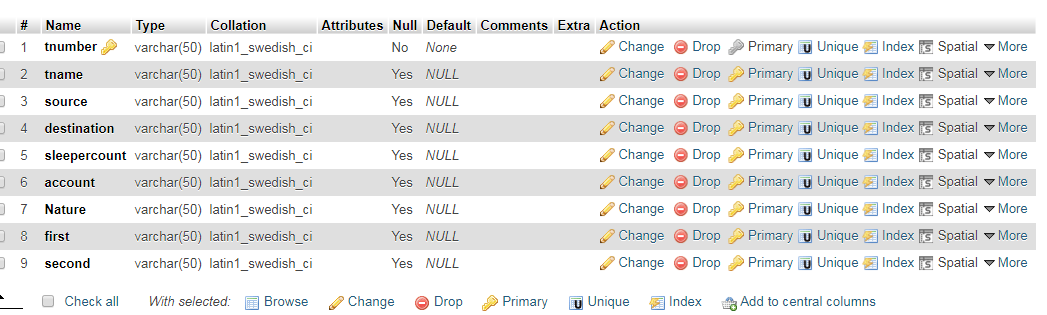 # Name Type Collation Attributes Null Default Comments Extra Action
1 tnumber varchar(50) latin1_swedish_ci No None Change Drop Primary Unique Index Spatial More
2 tname varchar(50) latin1_swedish_ci Yes NULL Change Drop Primary Unique Index Spatial More
3 source varchar(50) latin1_swedish_ci Yes NULL Change Drop Primary Unique Index Spatial More
4 destination varchar(50) latin1_swedish_ci Yes NULL Change Drop Primary Unique Index Spatial More
5 sleepercount varchar(50) latin1_swedish_ci Yes NULL Change Drop Primary Unique Index Spatial More
6 account varchar(50) latin1_swedish_ci Yes NULL Change Drop Primary Unique Index Spatial More
7 Nature varchar(50) latin1_swedish_ci Yes NULL Change Drop Primary Unique Index Spatial More
8 first varchar(50) latin1_swedish_ci Yes NULL Change Drop Primary Unique Index Spatial More
9 second varchar(50) latin1_swedish_ci Yes NULL Change Drop Primary Unique Index Spatial More
Check all With selected: Browse Change Drop Primary Unique Index Add to central columns